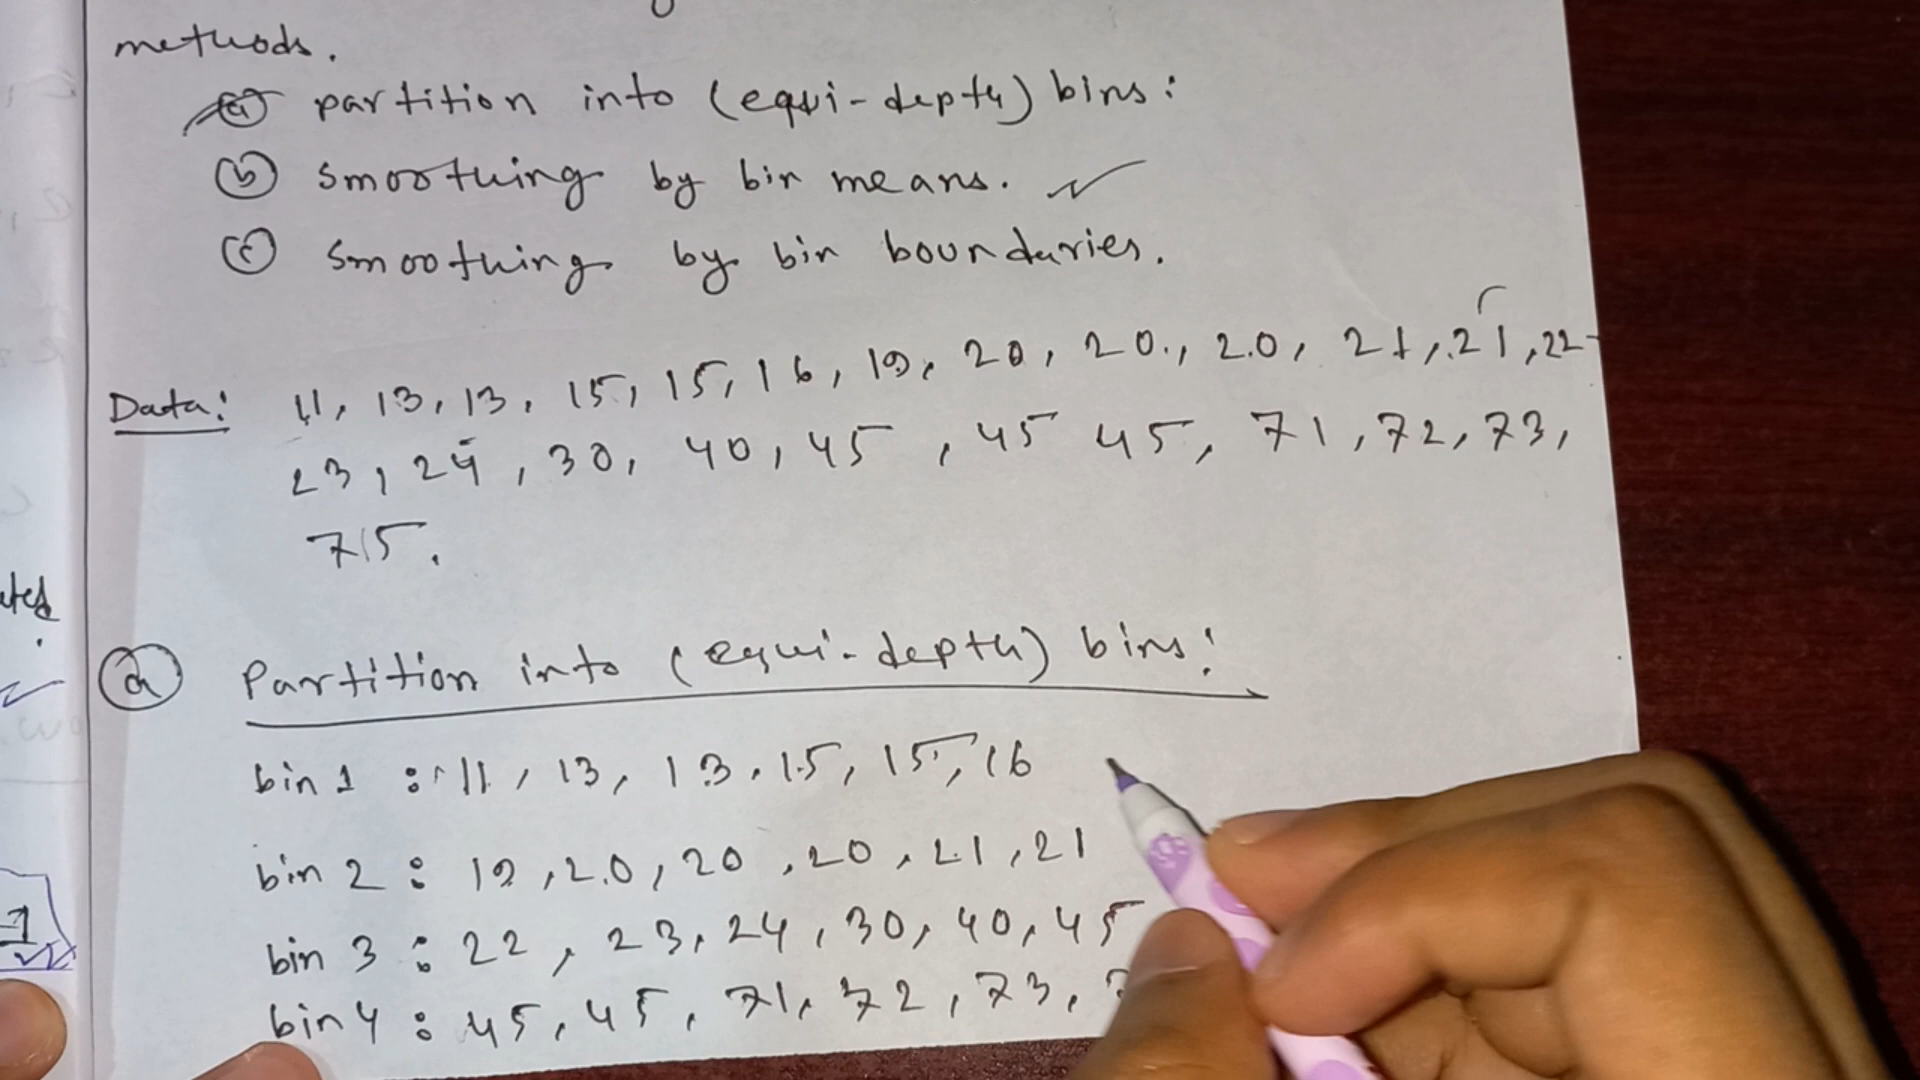 methods.
(a) partition into (equi-depth) bins:
(b) smoothing by bin means. ✓
(c) smoothing by bin boundaries.
Data: 11, 13, 13, 15, 15, 16, 19, 20, 20, 20, 21, 21, 22
23, 24, 30, 40, 45, 45 45, 71, 72, 73,
75.
(a) Partition into (equi-depth) bins:
bin 1 : 11, 13, 13, 15, 15, 16
bin 2 : 19, 20, 20, 20, 21, 21
bin 3 : 22, 23, 24, 30, 40, 45
bin 4 : 45, 45, 71, 72, 73,